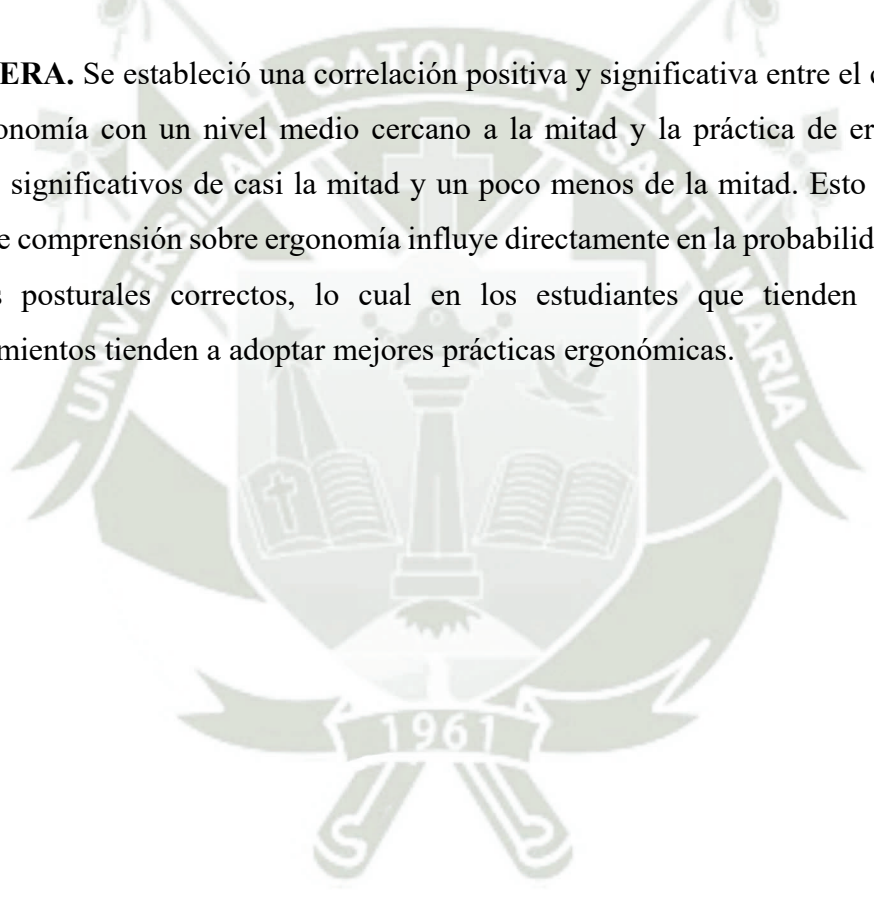 ERA. Se estableció una correlación positiva y significativa entre el
onomía con un nivel medio cercano a la mitad y la práctica de er
significativos de casi la mitad y un poco menos de la mitad. Esto
e comprensión sobre ergonomía influye directamente en la probabilid
s posturales correctos, lo cual en los estudiantes que tienden
mientos tienden a adoptar mejores prácticas ergonómicas.
UNIVERSIDAD CATOLICA SANTA MARIA
1961